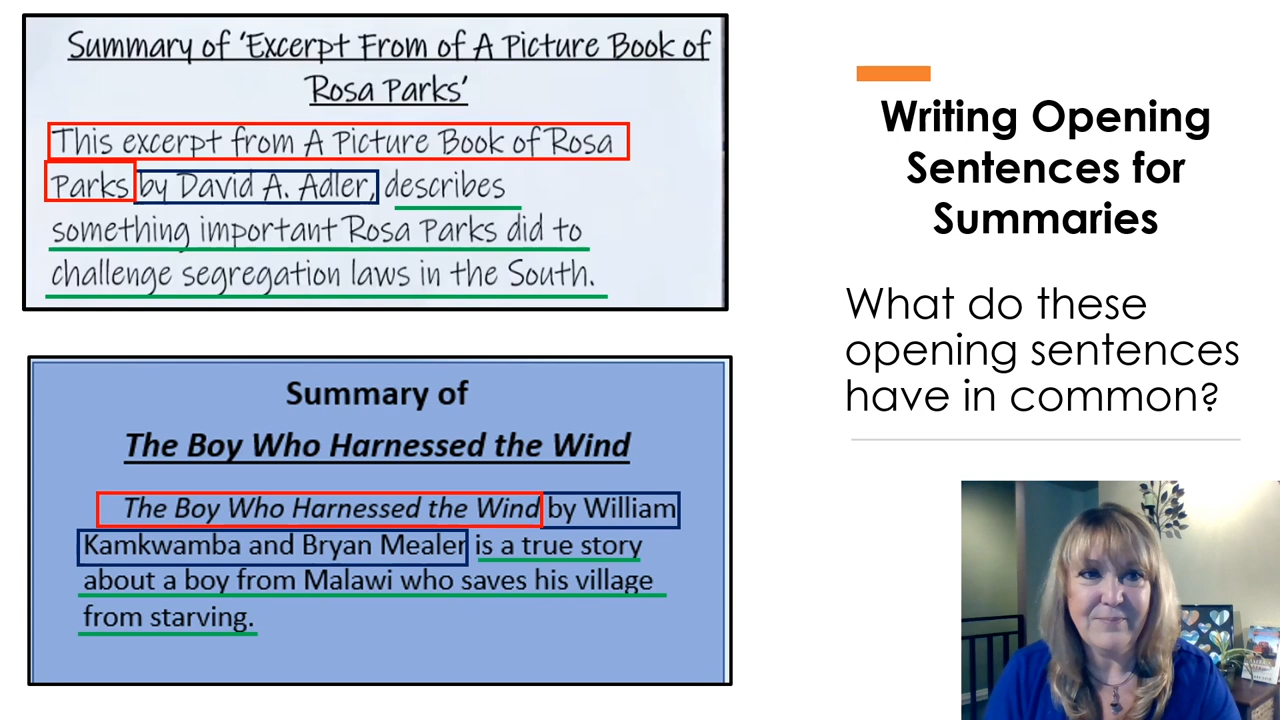 Summary of 'Excerpt From of A Picture Book of
Rosa Parks'
This excerpt from A Picture Book of Rosa
Parks by David A. Adler, describes
something important Rosa Parks did to
challenge segregation laws in the South.
Summary of
The Boy Who Harnessed the Wind
The Boy Who Harnessed the Wind by William
Kamkwamba and Bryan Mealer is a true story
about a boy from Malawi who saves his village
from starving.
Writing Opening
Sentences for
Summaries
What do these
opening sentences
have in common?